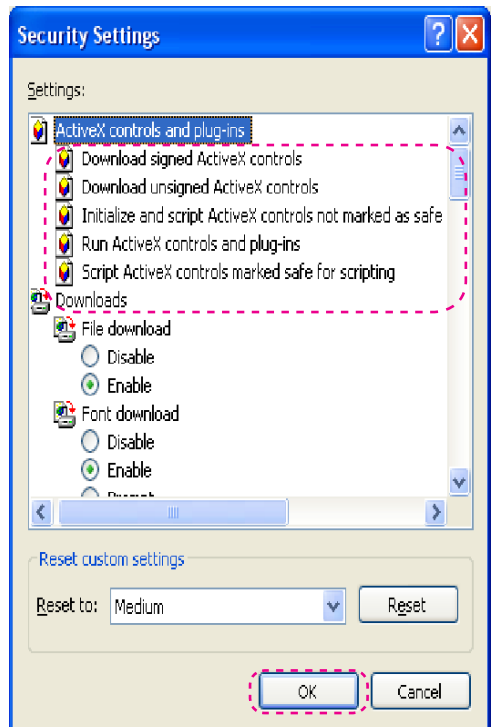 Security Settings
Settings:
ActiveX controls and plug-ins
Download signed ActiveX controls
Download unsigned ActiveX controls
Initialize and script ActiveX controls not marked as safe
Run ActiveX controls and plug-ins
Script ActiveX controls marked safe for scripting
Downloads
File download
Disable
Enable
Font download
Disable
Enable
Reset custom settings
Reset to: Medium Reset
OK Cancel